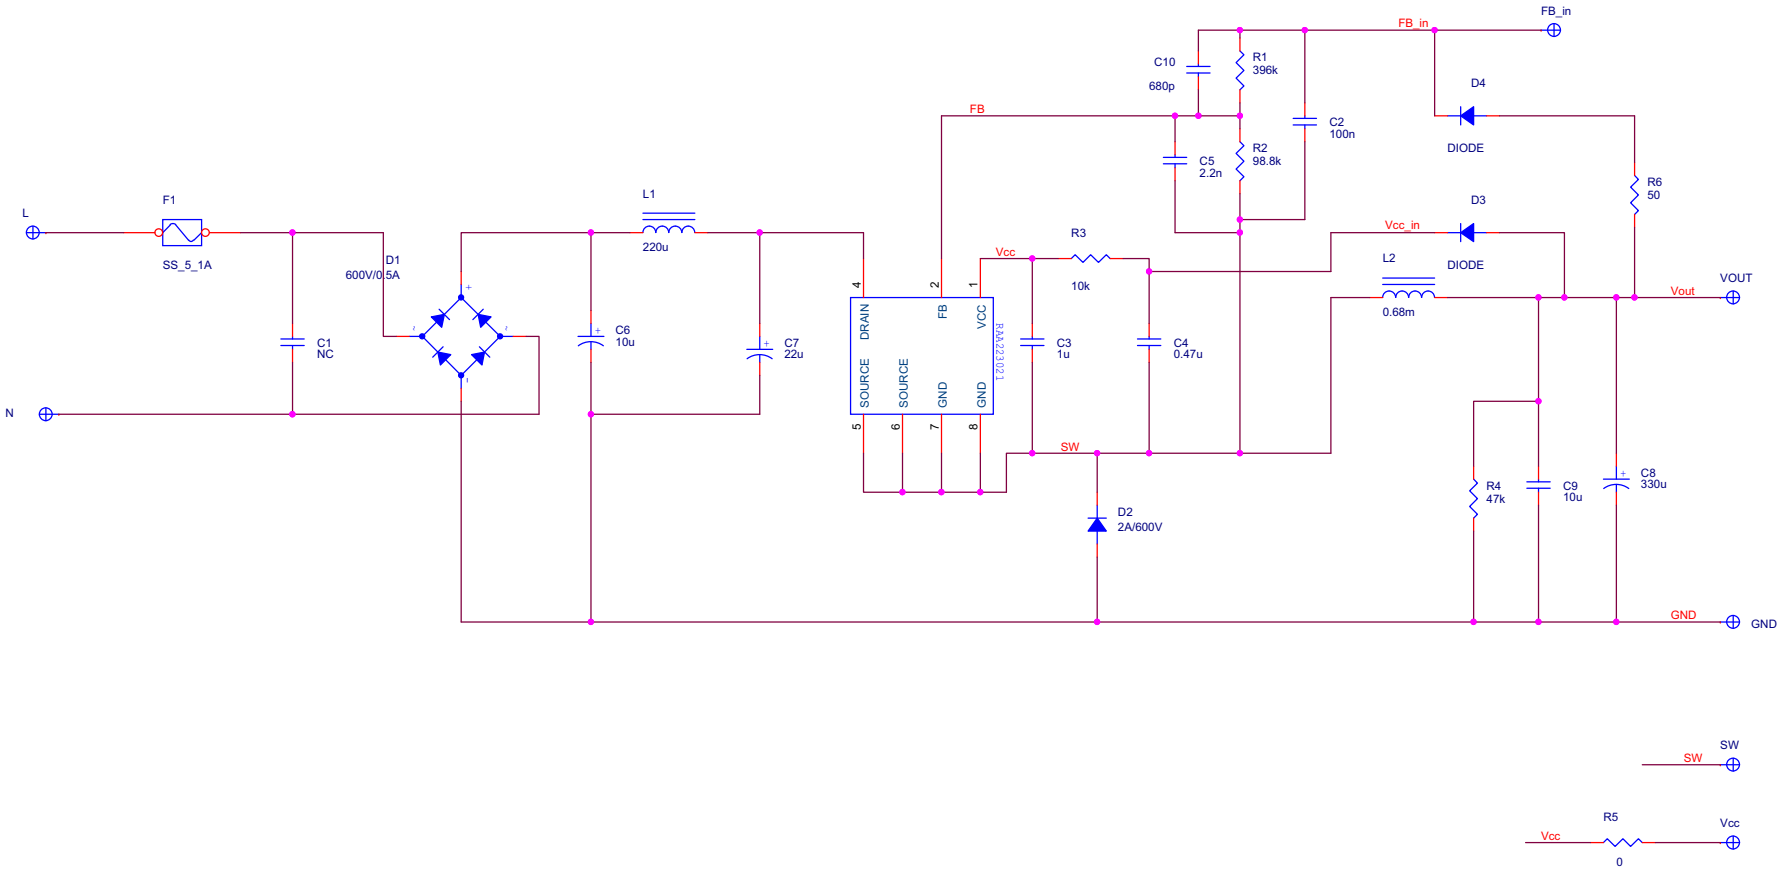 FB_in
FB_in
C10
680p
R1
396k
D4
DIODE
FB
C2
100n
C5
2.2n
R2
98.8k
R6
50
F1
SS_5_1A
L
L1
220u
D1
600V/0.5A
R3
10k
Vcc
Vcc_in
D3
DIODE
L2
0.68m
VOUT
Vout
4
2
1
DRAIN
FB
VCC
RAA223021
SOURCE
SOURCE
GND
GND
5
6
7
8
C1
NC
C6
10u
C7
22u
C3
1u
C4
0.47u
N
SW
D2
2A/600V
R4
47k
C9
10u
C8
330u
GND
GND
SW
SW
R5
0
Vcc
Vcc